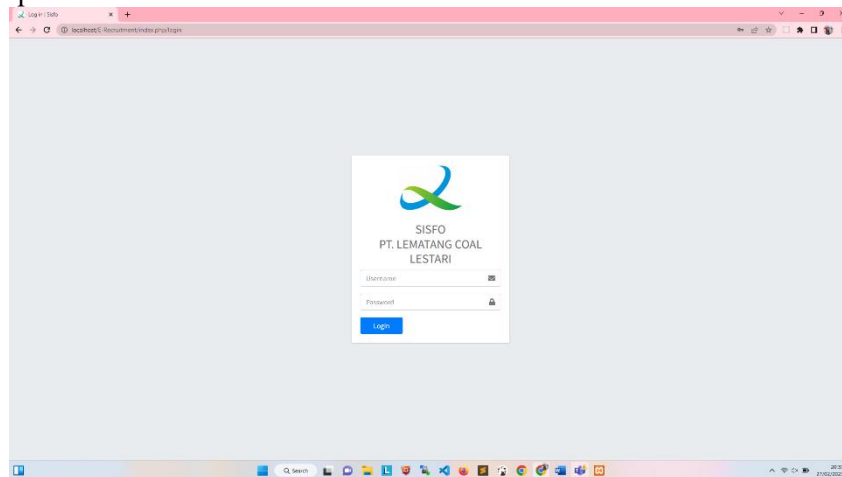 Log in | Sisfo
localhost/E-Recruitment/index.php/login
SISFO
PT. LEMATANG COAL
LESTARI
Username
Password
Login
Search